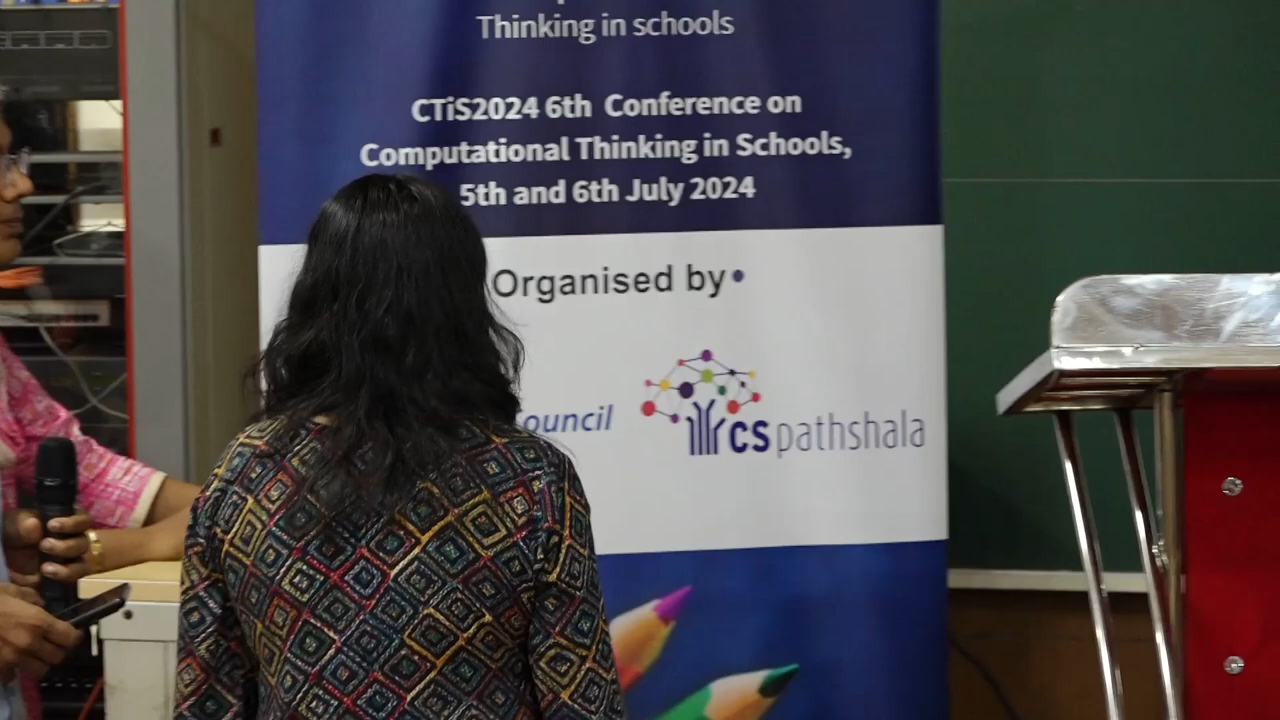 Thinking in schools
CTiS2024 6th Conference on
Computational Thinking in Schools,
5th and 6th July 2024
Organised by
cs pathshala